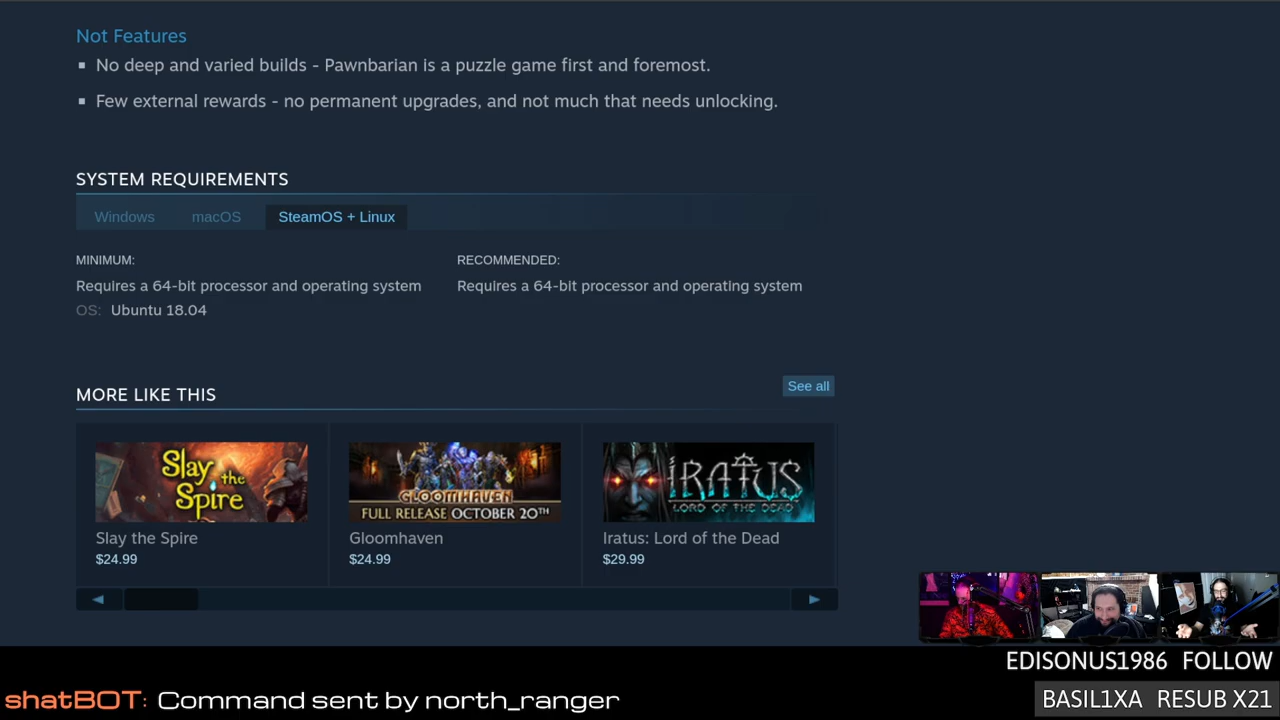 Not Features
▪ No deep and varied builds - Pawnbarian is a puzzle game first and foremost.
▪ Few external rewards - no permanent upgrades, and not much that needs unlocking.
SYSTEM REQUIREMENTS
Windows macOS SteamOS + Linux
MINIMUM: RECOMMENDED:
Requires a 64-bit processor and operating system Requires a 64-bit processor and operating system
OS: Ubuntu 18.04
MORE LIKE THIS See all
Slay the Spire
GLOOMHAVEN
FULL RELEASE OCTOBER 20TH
IRATUS
LORD OF THE DEAD
Slay the Spire Gloomhaven Iratus: Lord of the Dead
$24.99 $24.99 $29.99
EDISONUS1986 FOLLOW
shatBOT: Command sent by north_ranger
BASIL1XA RESUB X21